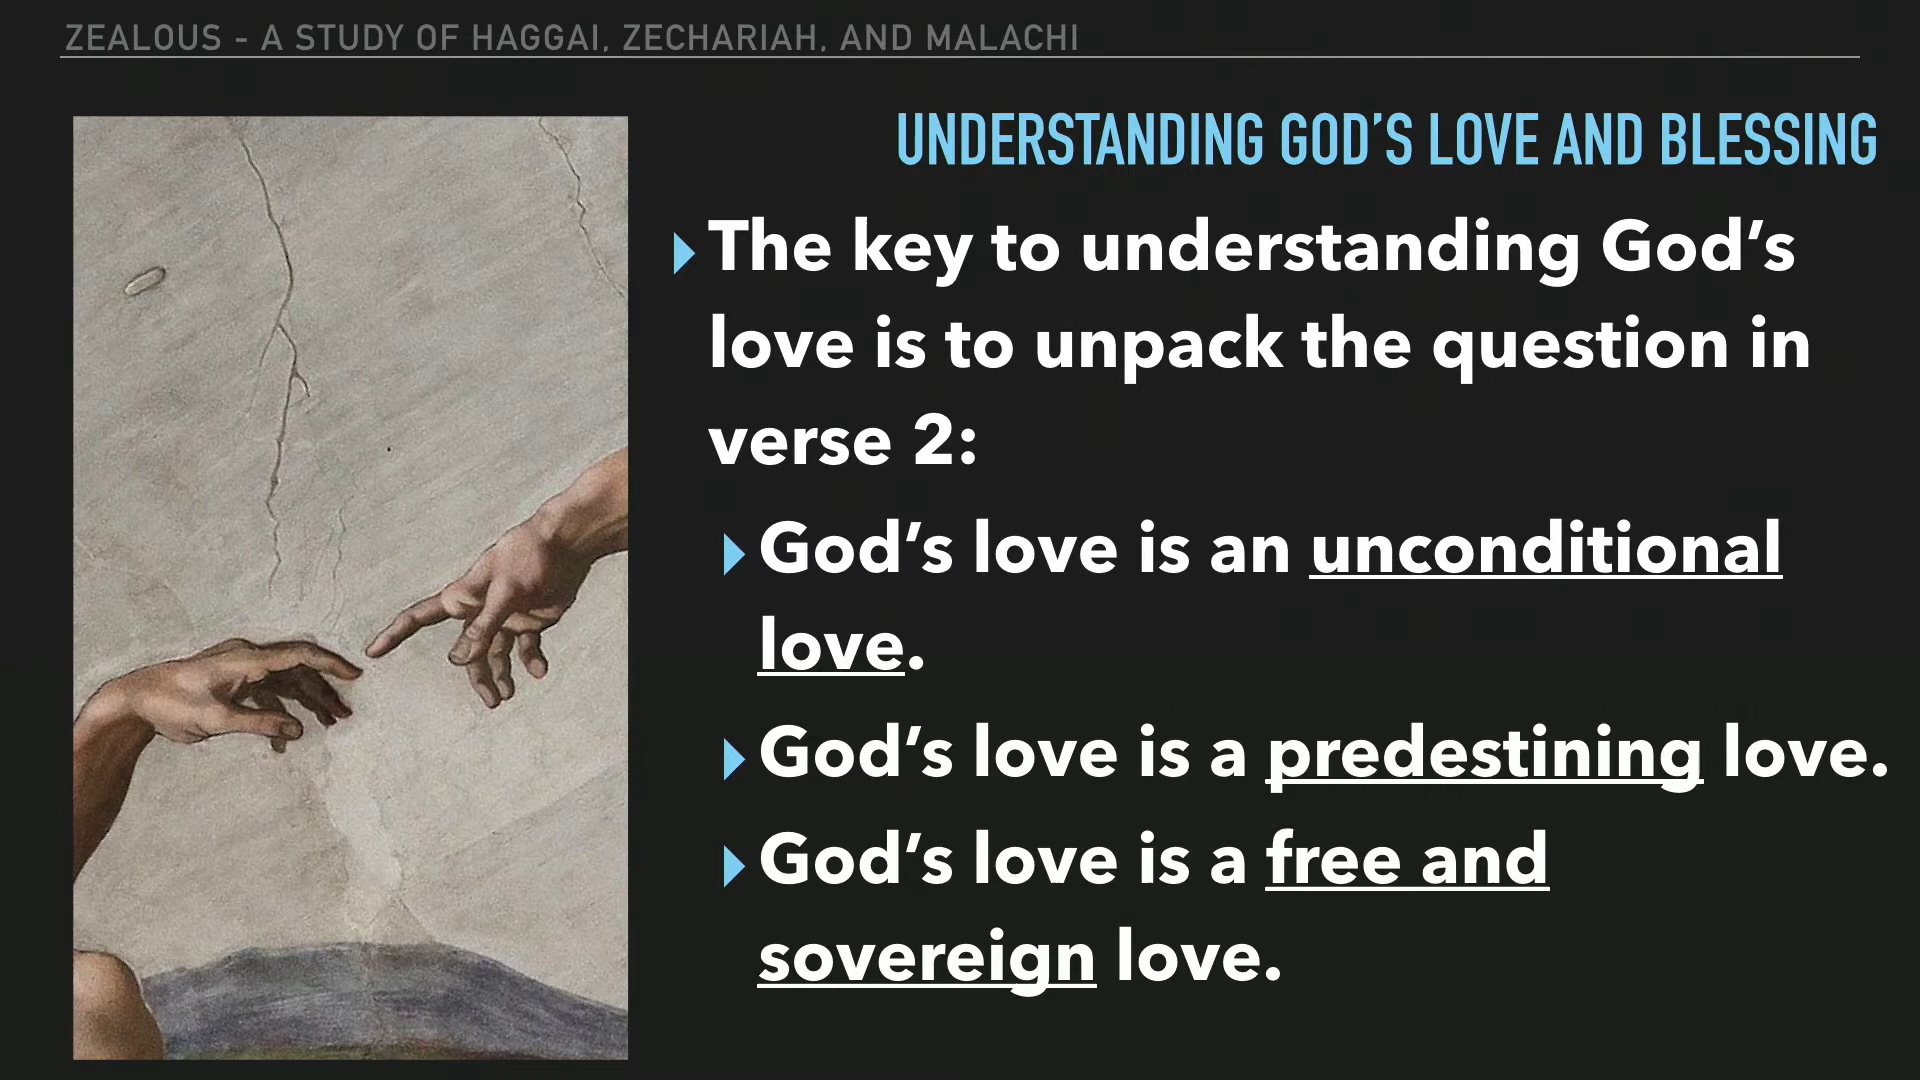 ZEALOUS - A STUDY OF HAGGAI, ZECHARIAH, AND MALACHI
UNDERSTANDING GOD’S LOVE AND BLESSING
The key to understanding God’s
love is to unpack the question in
verse 2:
God’s love is an unconditional
love.
God’s love is a predestining love.
God’s love is a free and
sovereign love.